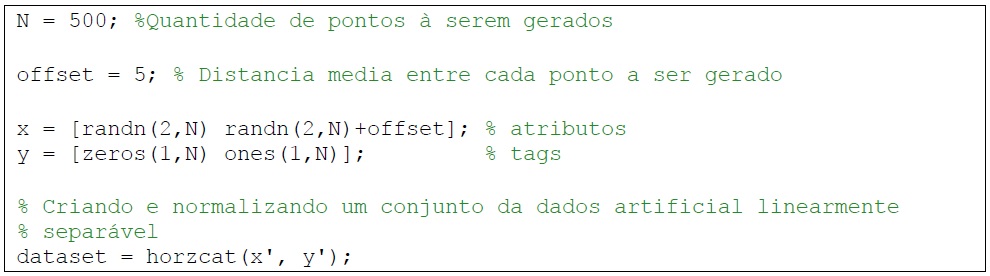 N = 500; %Quantidade de pontos à serem gerados
offset = 5; % Distancia media entre cada ponto a ser gerado
x = [randn(2,N) randn(2,N)+offset]; % atributos
y = [zeros(1,N) ones(1,N)]; % tags
% Criando e normalizando um conjunto da dados artificial linearmente
% separável
dataset = horzcat(x', y');